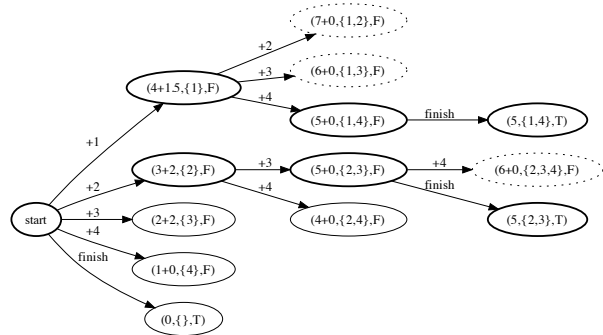 (7+0,{1,2},F)
+2
+3
(6+0,{1,3},F)
(4+1.5,{1},F)
+4
(5+0,{1,4},F)
finish
(5,{1,4},T)
+1
(3+2,{2},F)
+3
(5+0,{2,3},F)
+4
(6+0,{2,3,4},F)
+2
+4
finish
start
+3
(2+2,{3},F)
(4+0,{2,4},F)
(5,{2,3},T)
+4
finish
(1+0,{4},F)
(0,{},T)